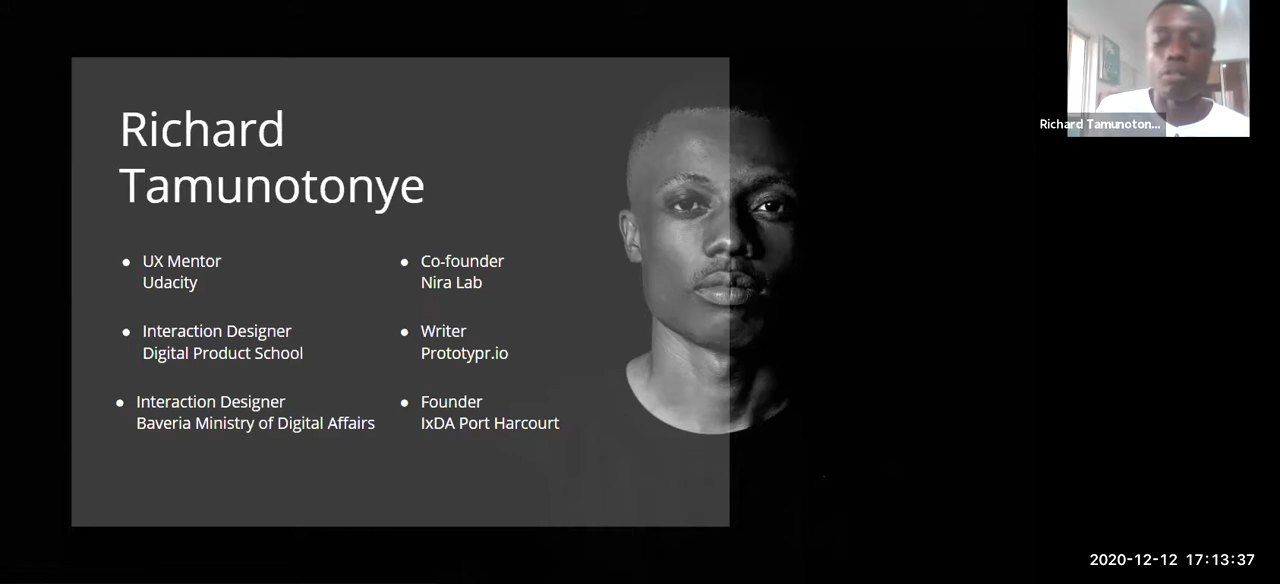 Richard
Tamunotonye
UX Mentor
Udacity
Interaction Designer
Digital Product School
Interaction Designer
Baveria Ministry of Digital Affairs
Co-founder
Nira Lab
Writer
Prototypr.io
Founder
IxDA Port Harcourt
Richard Tamunoton...
2020-12-12 17:13:37